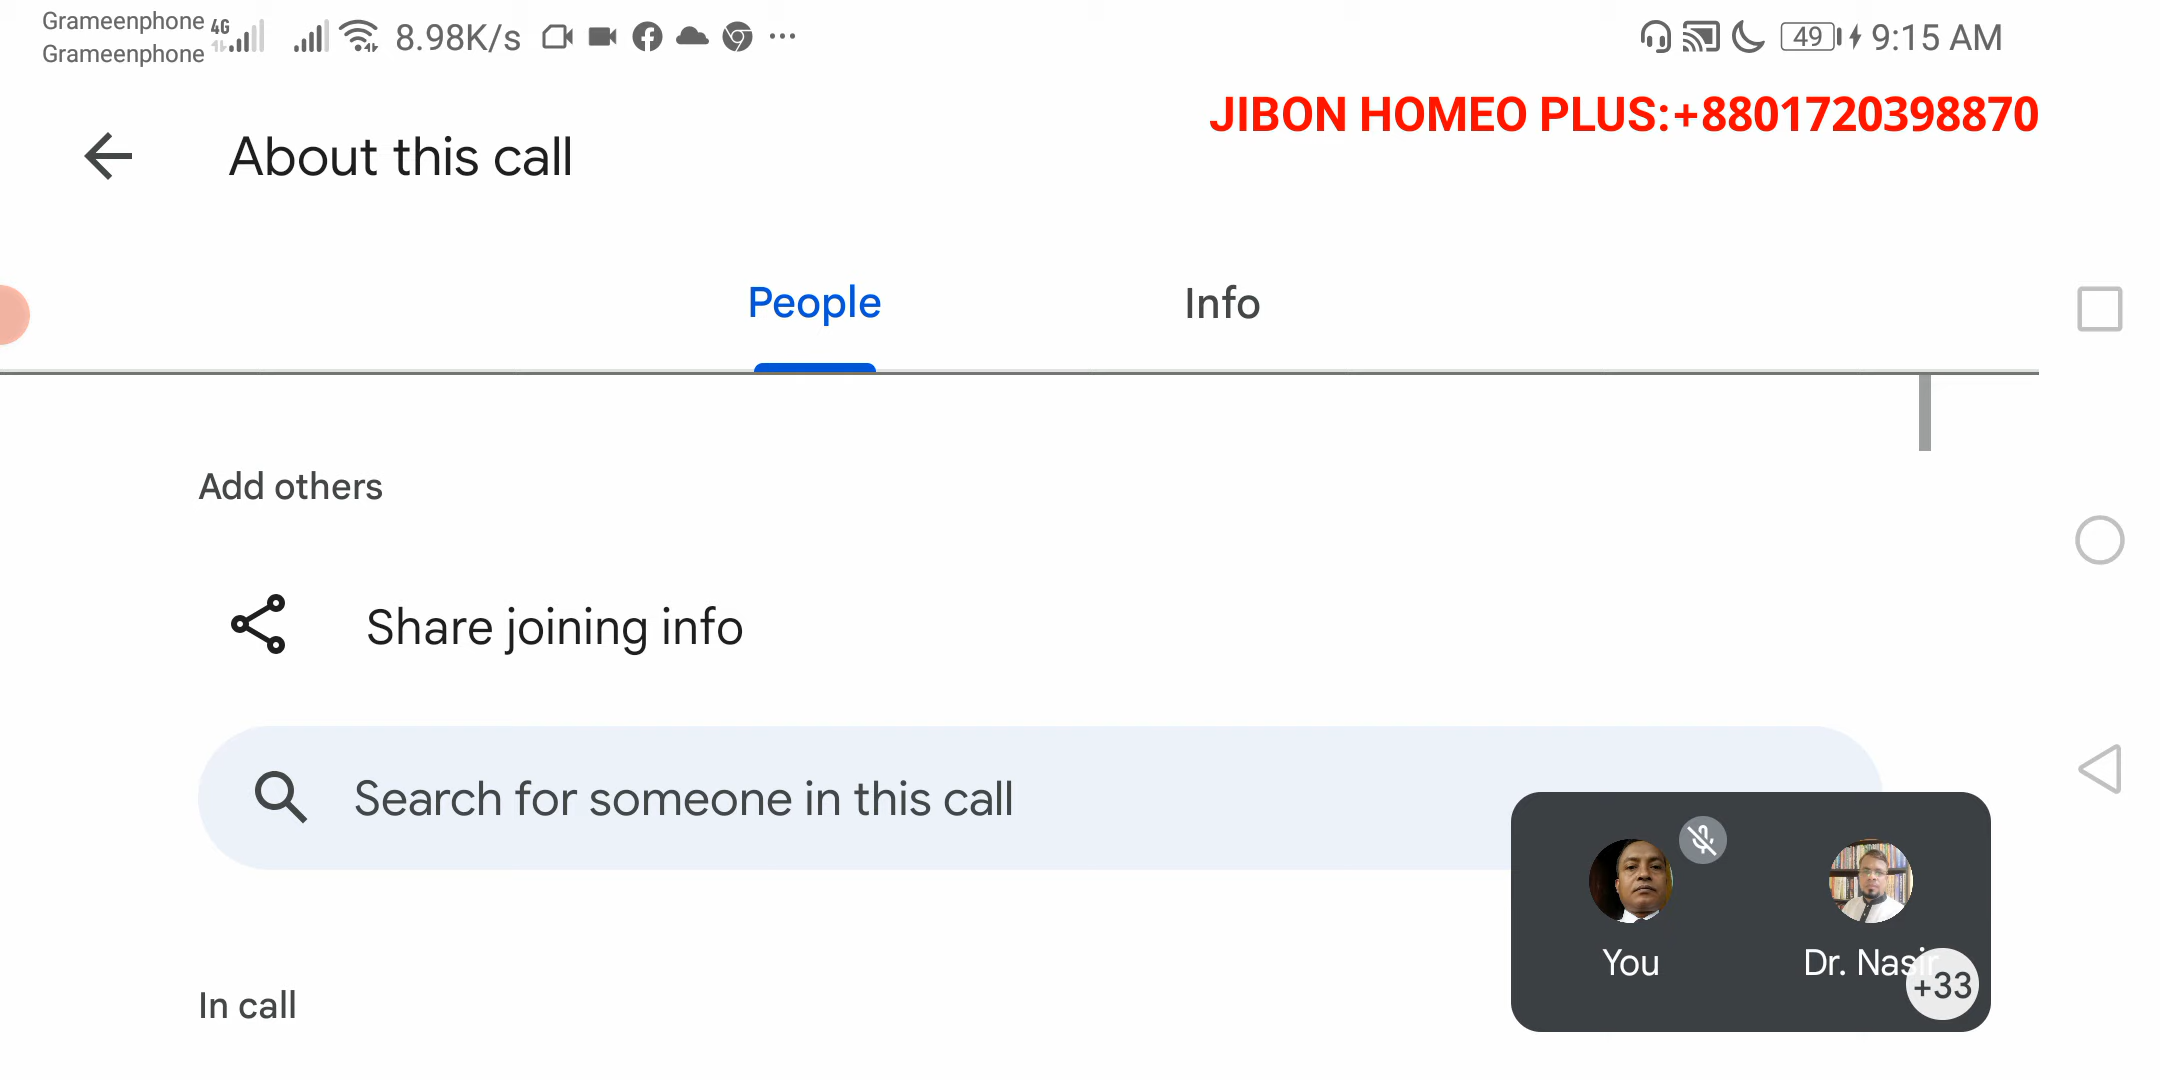 Grameenphone 4G
Grameenphone
8.98K/s
49
9:15 AM
JIBON HOMEO PLUS:+8801720398870
About this call
People
Info
Add others
Share joining info
Search for someone in this call
You
Dr. Nasir
+33
In call